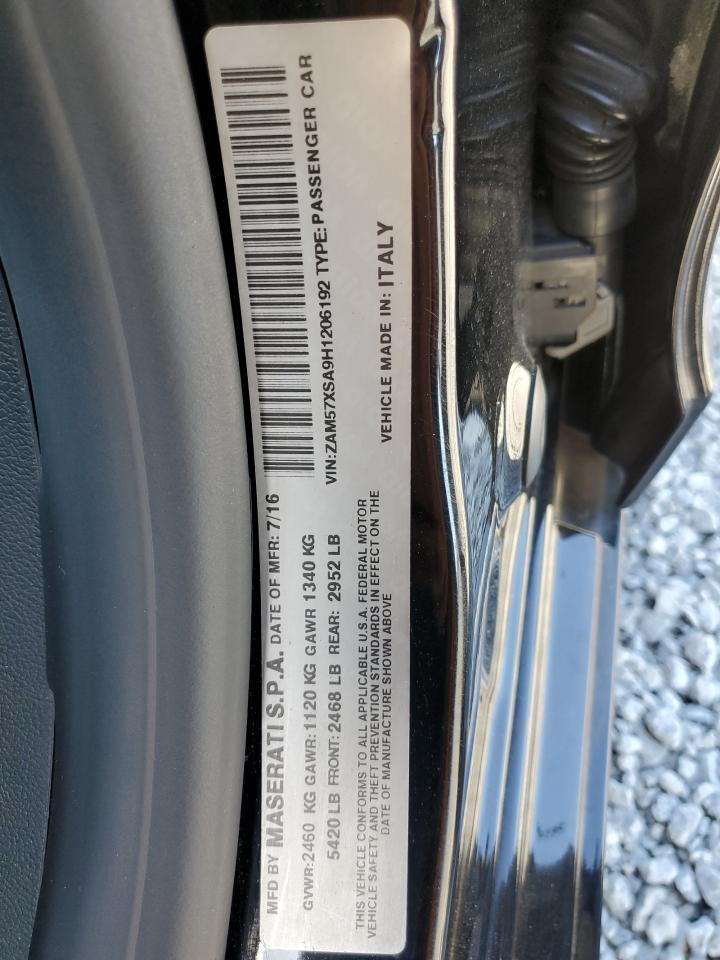 MFD BY MASERATI S.P.A. DATE OF MFR: 7/16
GVWR:2460 KG GAWR:1120 KG GAWR 1340 KG
5420 LB FRONT:2468 LB REAR: 2952 LB
VIN:ZAM57XSA9H1206192 TYPE:PASSENGER CAR
THIS VEHICLE CONFORMS TO ALL APPLICABLE U.S.A. FEDERAL MOTOR
VEHICLE SAFETY AND THEFT PREVENTION STANDARDS IN EFFECT ON THE
DATE OF MANUFACTURE SHOWN ABOVE
VEHICLE MADE IN: ITALY